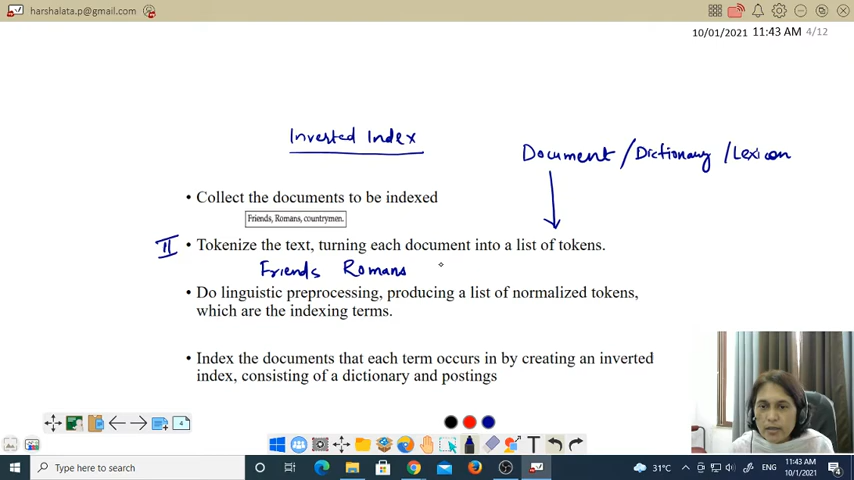 harshalata.p@gmail.com
10/01/2021 11:43 AM 4/12
Inverted Index
Document / Dictionary / Lexicon
• Collect the documents to be indexed
Friends, Romans, countrymen.
II • Tokenize the text, turning each document into a list of tokens.
Friends Romans
• Do linguistic preprocessing, producing a list of normalized tokens,
which are the indexing terms.
• Index the documents that each term occurs in by creating an inverted
index, consisting of a dictionary and postings
4
T
Type here to search
31°C ENG 11:43 AM
10/1/2021
4